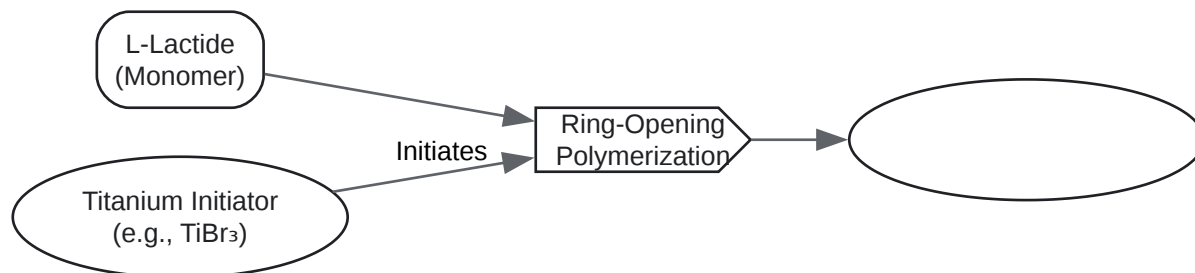 L-Lactide
(Monomer)
Initiates
Ring-Opening
Polymerization
Titanium Initiator
(e.g., TiBr₃)